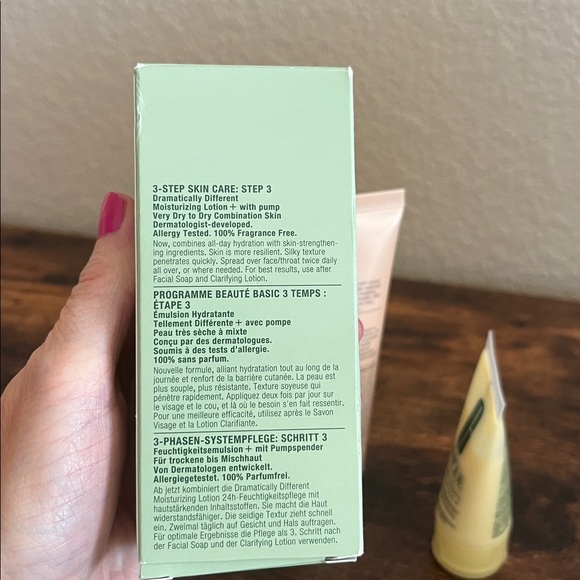 3-STEP SKIN CARE: STEP 3
Dramatically Different
Moisturizing Lotion + with pump
Very Dry to Dry Combination Skin
Dermatologist-developed.
Allergy Tested. 100% Fragrance Free.
Now, combines all-day hydration with skin-strengthen-
ing ingredients. Skin is more resilient. Silky texture
penetrates quickly. Spread over face/throat twice daily
all over, or where needed. For best results, use after
Facial Soap and Clarifying Lotion.
PROGRAMME BEAUTÉ BASIC 3 TEMPS :
ÉTAPE 3
Émulsion Hydratante
Tellement Différente + avec pompe
Peau très sèche à mixte
Conçu par des dermatologues.
Soumis à des tests d'allergie.
100% sans parfum.
Nouvelle formule, alliant hydratation tout au long de la
journée et renfort de la barrière cutanée. La peau est
plus souple, plus résistante. Texture soyeuse qui
pénètre rapidement. Appliquez deux fois par jour sur
le visage et le cou, et là où le besoin s'en fait ressentir.
Pour une meilleure efficacité, utilisez après le Savon
Visage et la Lotion Clarifiante.
3-PHASEN-SYSTEMPFLEGE: SCHRITT 3
Feuchtigkeitsemulsion + mit Pumpspender
Für trockene bis Mischhaut
Von Dermatologen entwickelt.
Allergiegetestet. 100% Parfumfrei.
Ab jetzt kombiniert die Dramatically Different
Moisturizing Lotion 24h-Feuchtigkeitspflege mit
hautstärkenden Inhaltsstoffen. Sie macht die Haut
widerstandsfähiger. Die seidige Textur zieht schnell
ein. Zweimal täglich auf Gesicht und Hals auftragen.
Für optimale Ergebnisse die Pflege als 3. Schritt nach
der Facial Soap und der Clarifying Lotion verwenden.